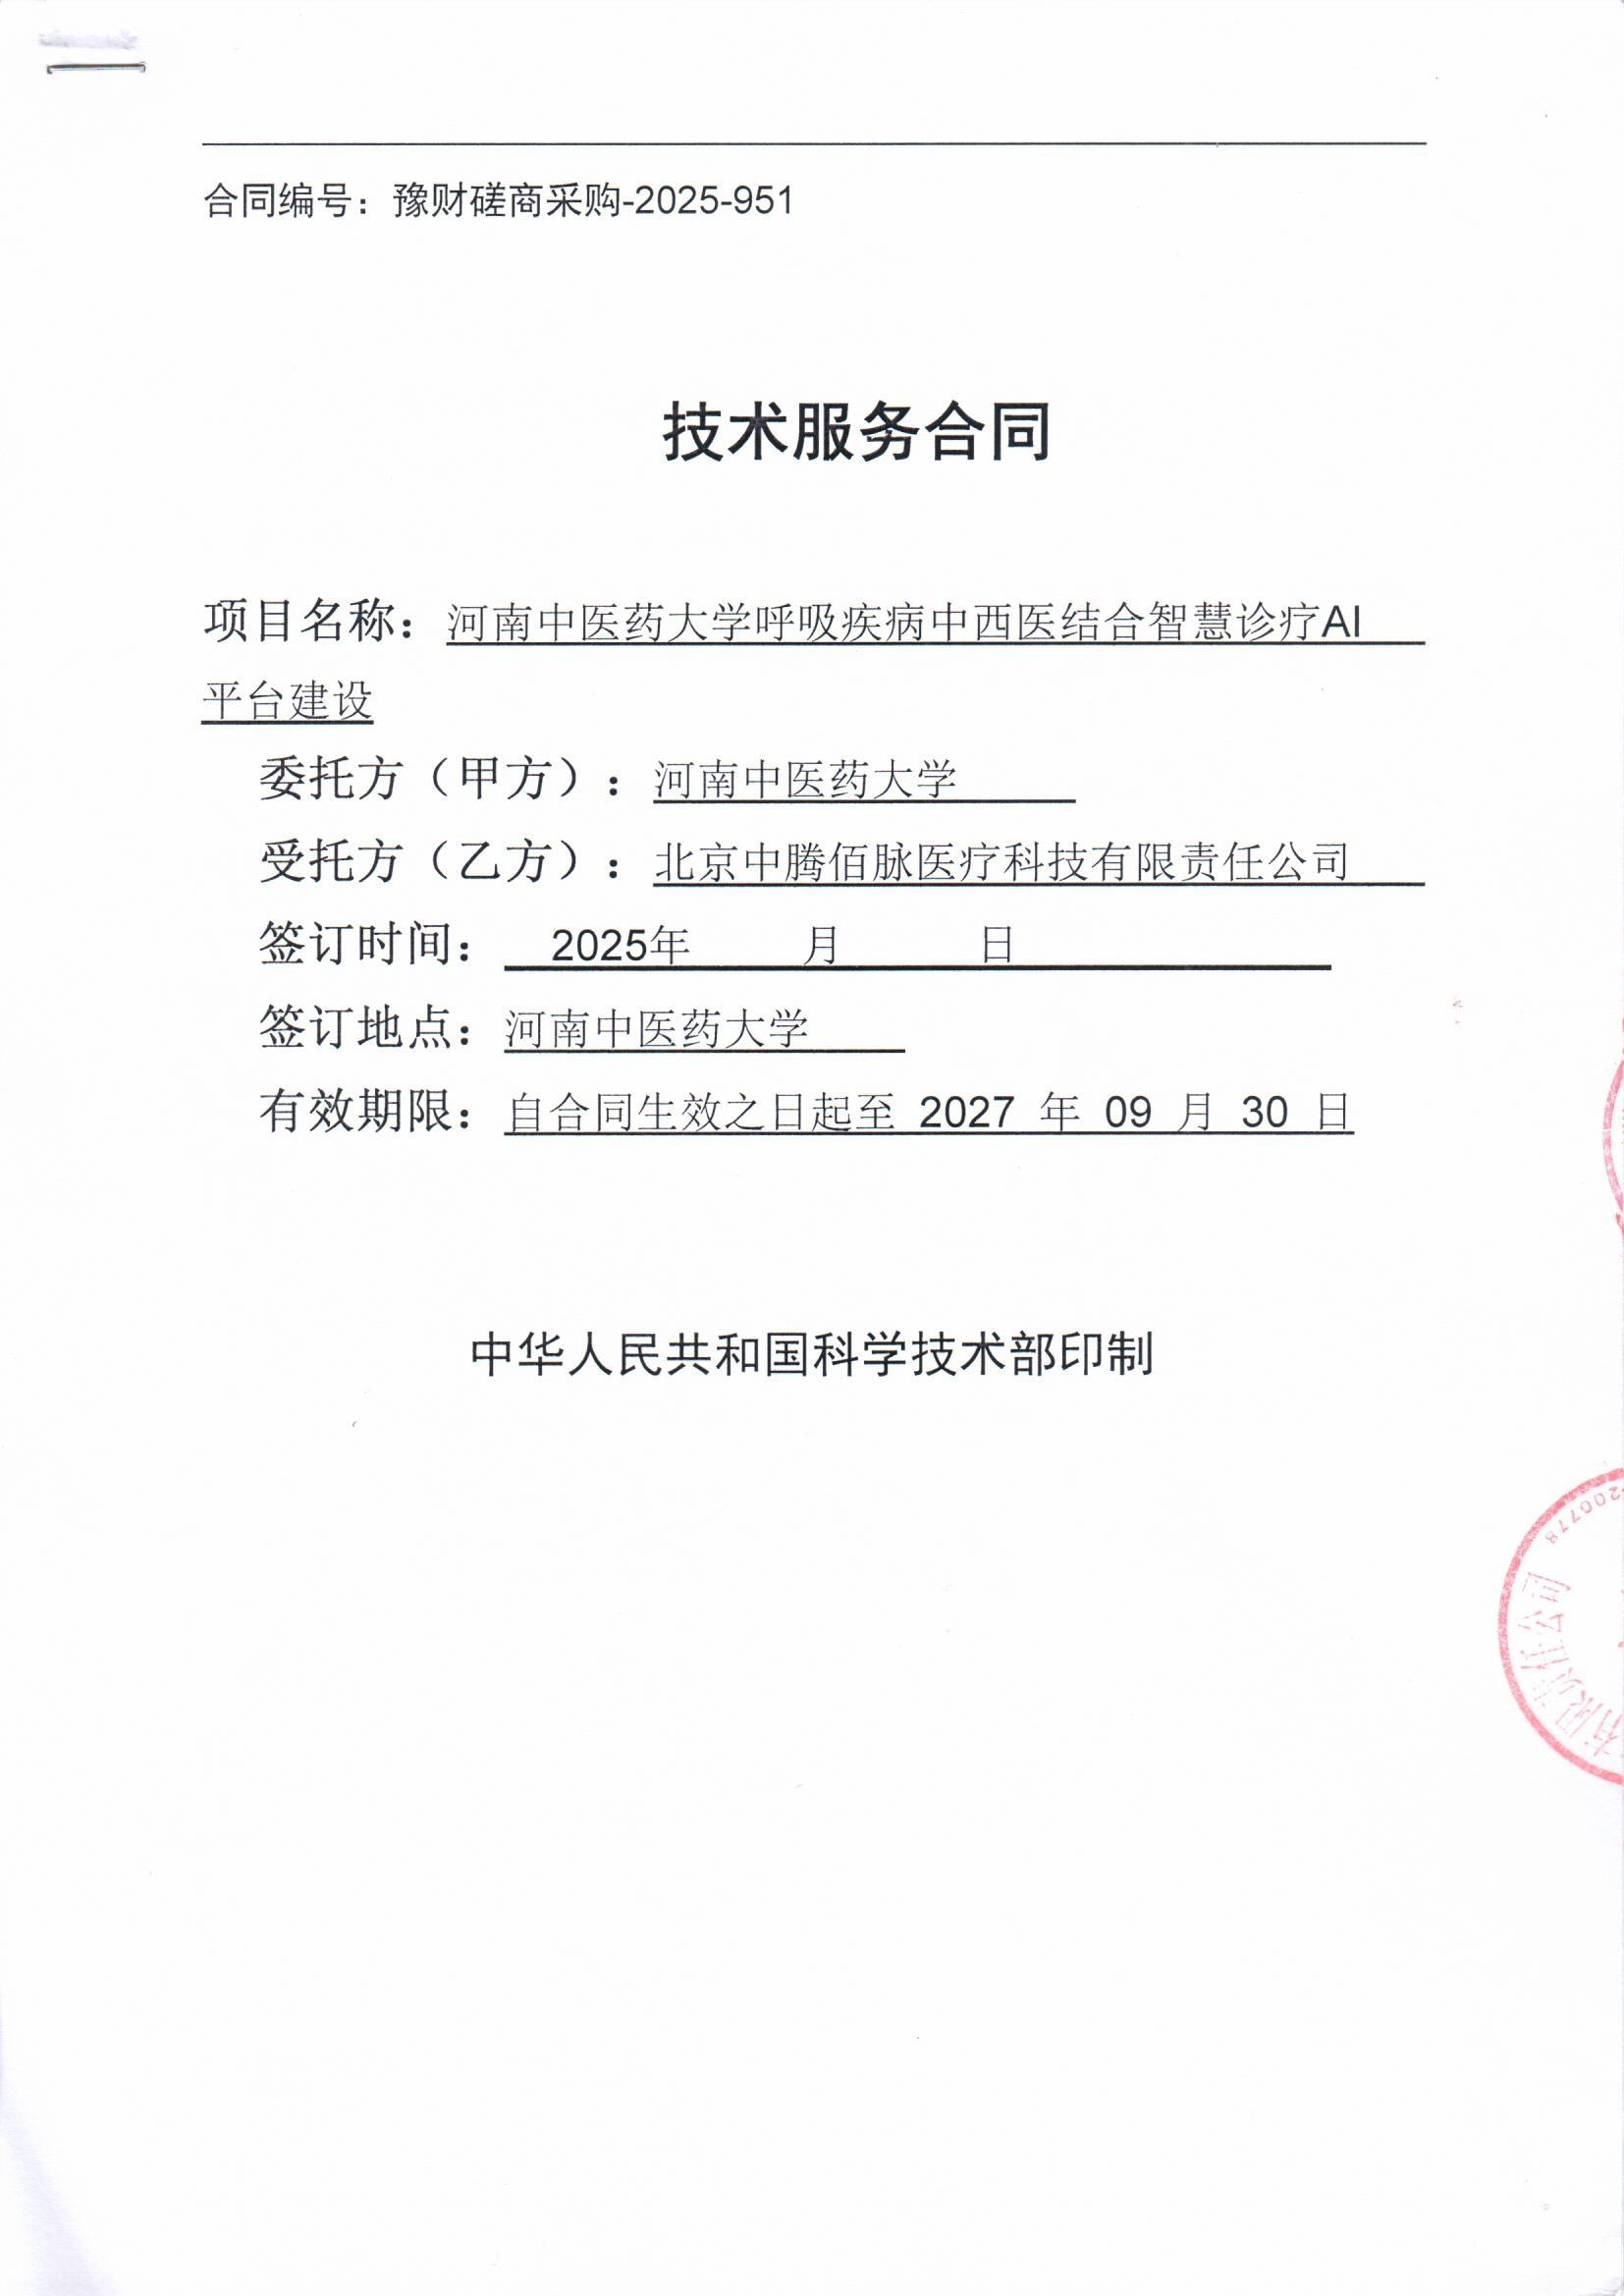 合同编号：豫财磋商采购-2025-951
技术服务合同
项目名称：河南中医药大学呼吸疾病中西医结合智慧诊疗AI
平台建设
委托方（甲方）：河南中医药大学
受托方（乙方）：北京中腾佰脉医疗科技有限责任公司
签订时间： 2025年 月 日
签订地点：河南中医药大学
有效期限：自合同生效之日起至 2027 年 09 月 30 日
中华人民共和国科学技术部印制
200778
有限责任公司